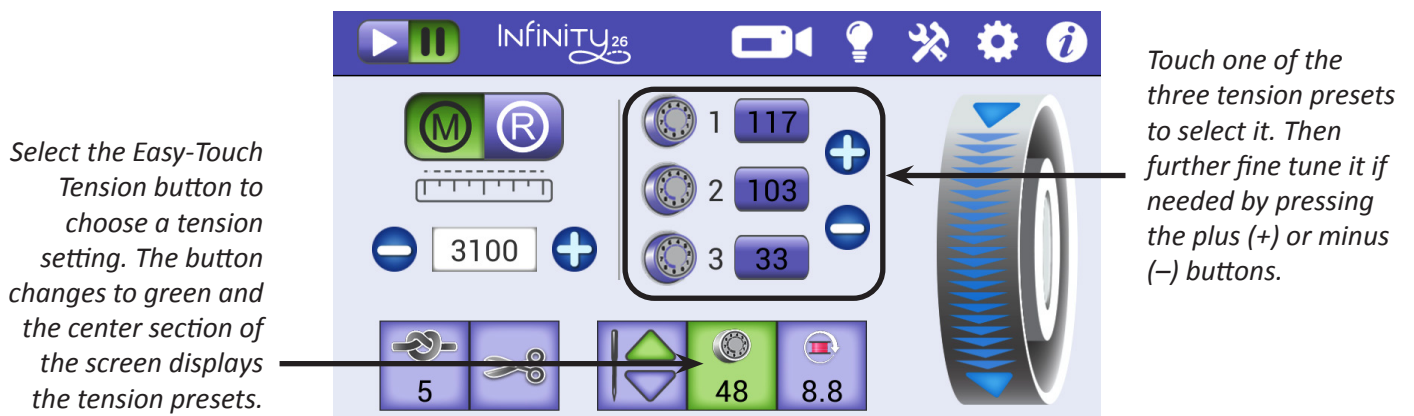 INFINITY 26
Select the Easy-Touch
Tension button to
choose a tension
setting. The button
changes to green and
the center section of
the screen displays
the tension presets.
M R
3100
1 117
2 103
3 33
5
48
8.8
Touch one of the
three tension presets
to select it. Then
further fine tune it if
needed by pressing
the plus (+) or minus
(–) buttons.